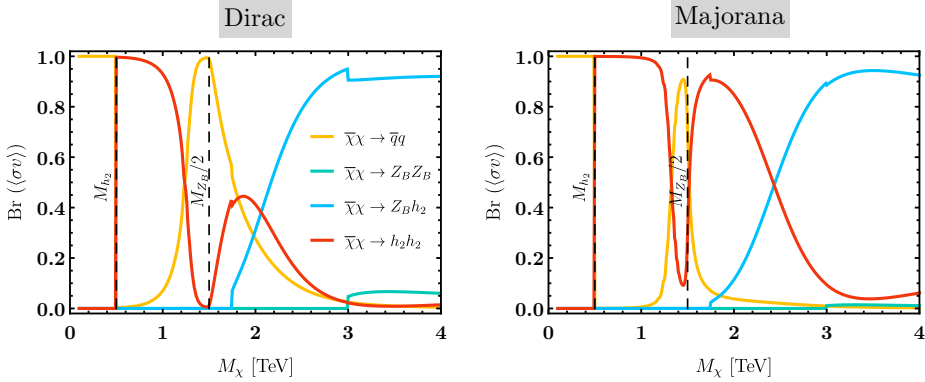 Dirac
Br (⟨σv⟩)
1.0
0.8
0.6
0.4
0.2
0.0
M_{h_2}
M_{Z_B}/2
χ̄χ → q̄q
χ̄χ → Z_B Z_B
χ̄χ → Z_B h_2
χ̄χ → h_2 h_2
0 1 2 3 4
M_χ [TeV]
Majorana
Br (⟨σv⟩)
1.0
0.8
0.6
0.4
0.2
0.0
M_{h_2}
M_{Z_B}/2
0 1 2 3 4
M_χ [TeV]